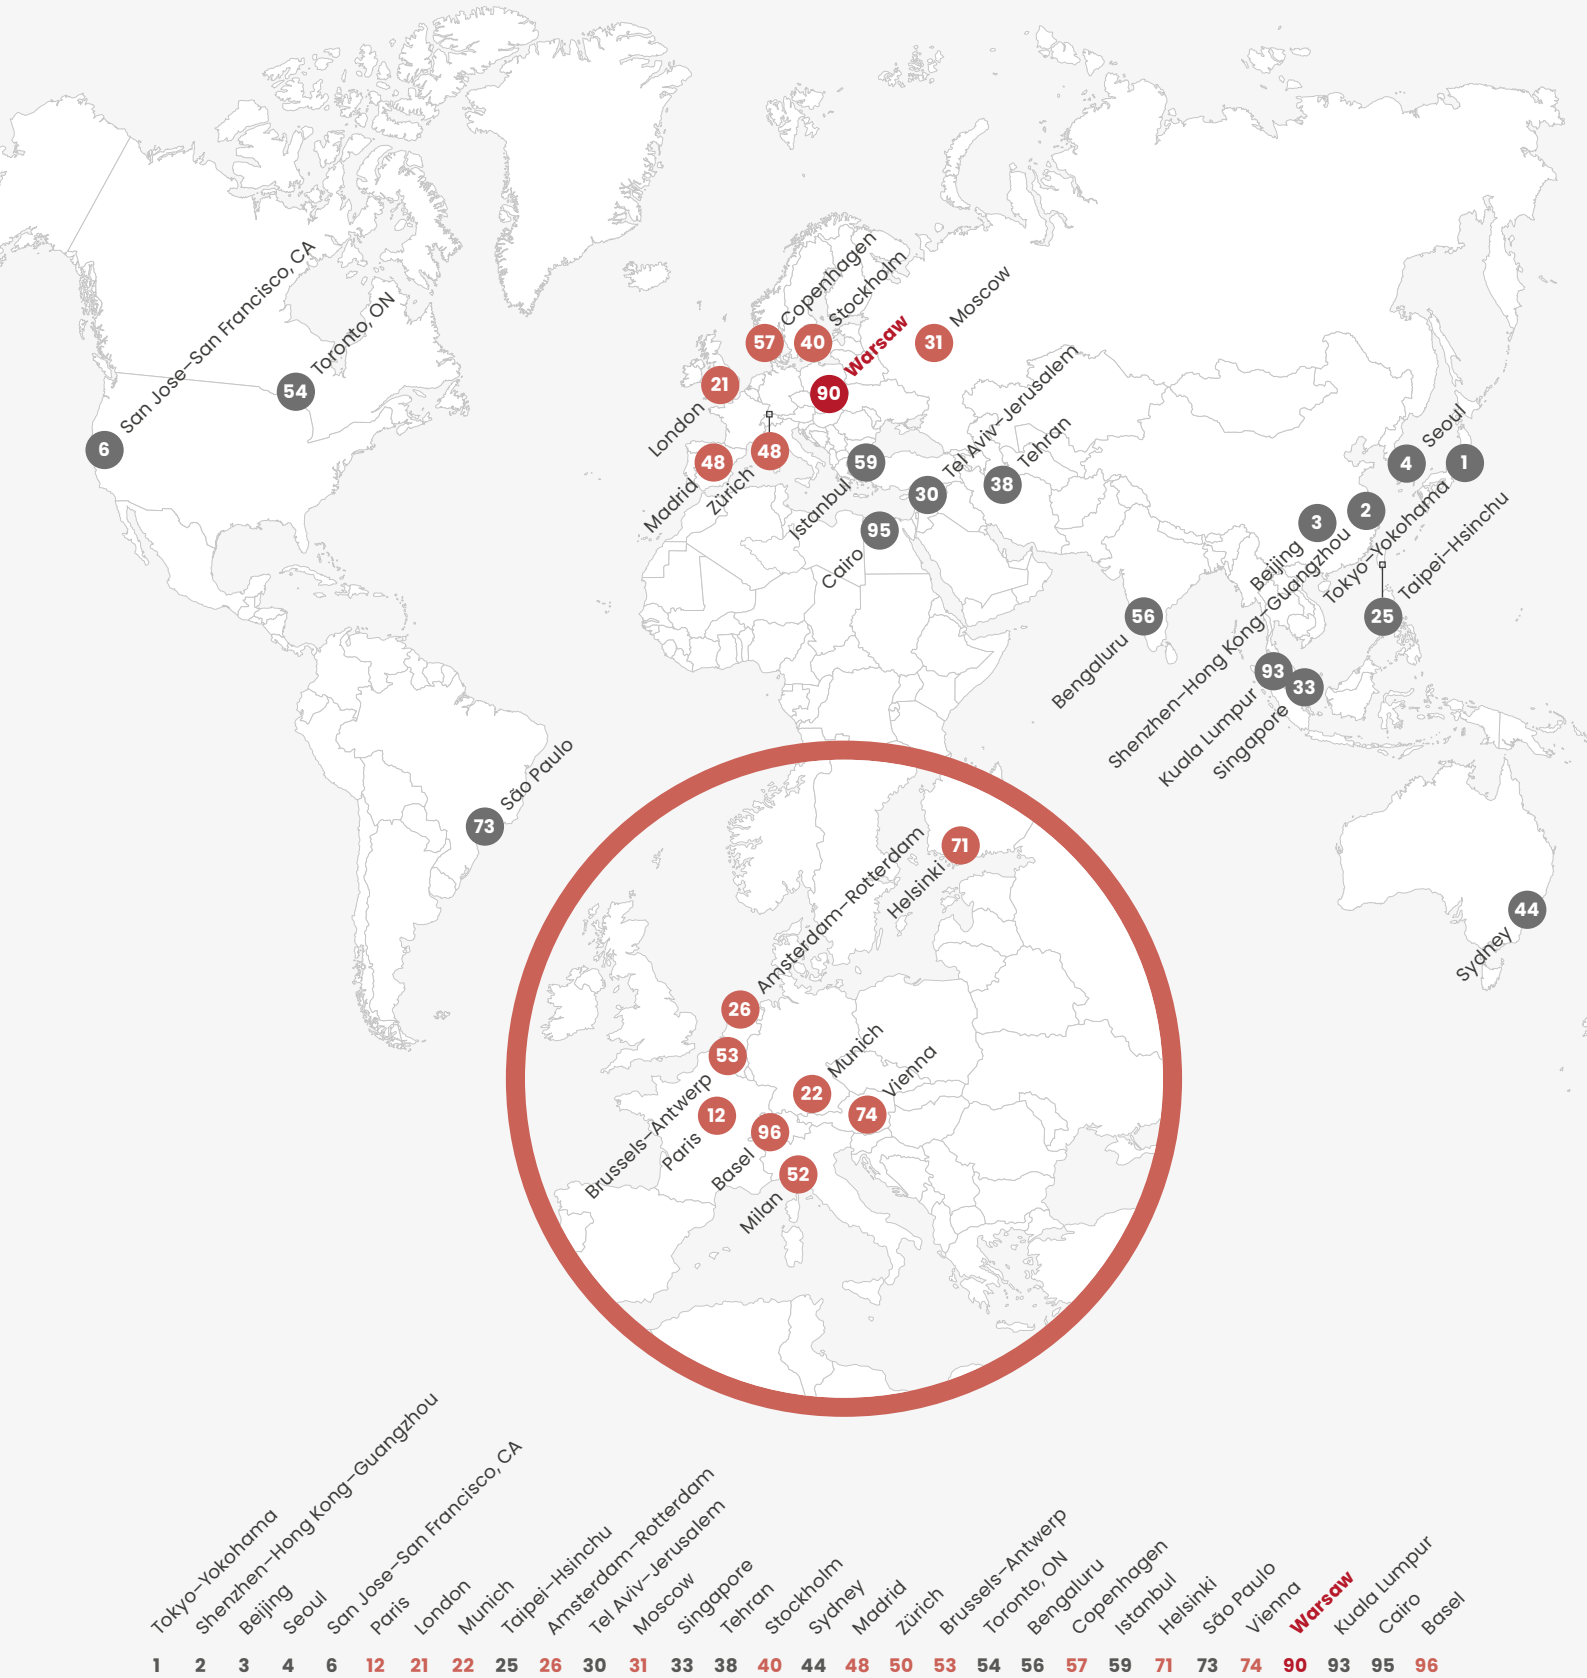 Copenhagen
57
Stockholm
40
Moscow
31
Warsaw
90
San Jose–San Francisco, CA
6
Toronto, ON
54
London
21
Madrid
48
Zürich
48
Istanbul
59
Tel Aviv–Jerusalem
30
Tehran
38
Cairo
95
Seoul
4
Tokyo–Yokohama
1
Beijing
3
Shenzhen–Hong Kong–Guangzhou
2
Taipei–Hsinchu
25
Bengaluru
56
Kuala Lumpur
93
Singapore
33
São Paulo
73
Sydney
44
Helsinki
71
Amsterdam–Rotterdam
26
Brussels–Antwerp
53
Munich
22
Vienna
74
Paris
12
Basel
96
Milan
52
Tokyo–Yokohama
Shenzhen–Hong Kong–Guangzhou
Beijing
Seoul
San Jose–San Francisco, CA
Paris
London
Munich
Taipei–Hsinchu
Amsterdam–Rotterdam
Tel Aviv–Jerusalem
Moscow
Singapore
Tehran
Stockholm
Sydney
Madrid
Zürich
Brussels–Antwerp
Toronto, ON
Bengaluru
Copenhagen
Istanbul
Helsinki
São Paulo
Vienna
Warsaw
Kuala Lumpur
Cairo
Basel
1 2 3 4 6 12 21 22 25 26 30 31 33 38 40 44 48 50 53 54 56 57 59 71 73 74 90 93 95 96